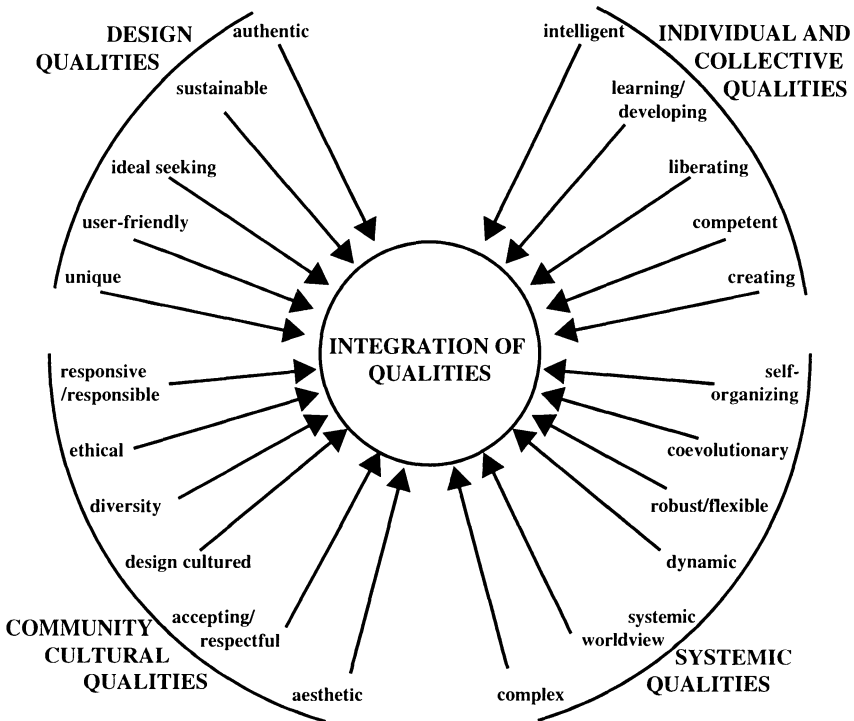 DESIGN
QUALITIES
authentic
sustainable
ideal seeking
user-friendly
unique
INDIVIDUAL AND
COLLECTIVE
QUALITIES
intelligent
learning/
developing
liberating
competent
creating
INTEGRATION OF
QUALITIES
responsive
/responsible
ethical
diversity
design cultured
accepting/
respectful
aesthetic
COMMUNITY
CULTURAL
QUALITIES
self-
organizing
coevolutionary
robust/flexible
dynamic
systemic
worldview
complex
SYSTEMIC
QUALITIES